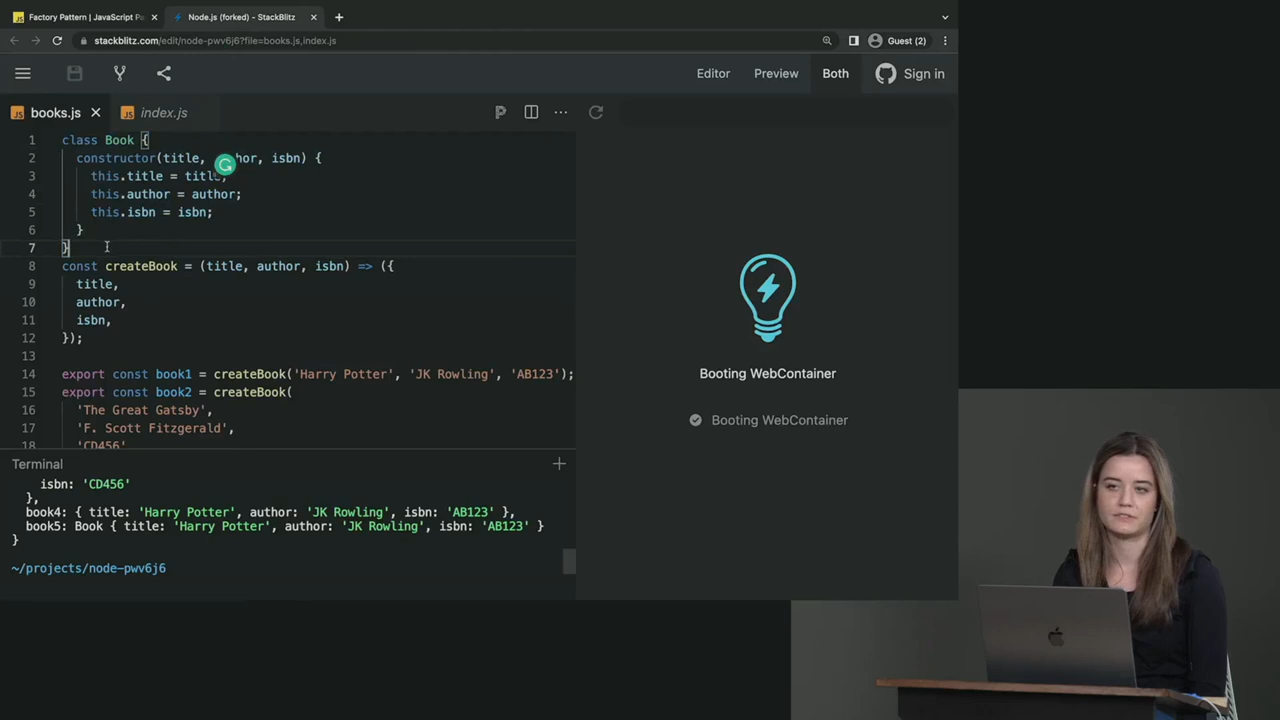 Factory Pattern | JavaScript Pa
Node.js (forked) - StackBlitz
stackblitz.com/edit/node-pwv6j6?file=books.js,index.js
Guest (2)
Editor
Preview
Both
Sign in
JS books.js
JS index.js
1 class Book {
2 constructor(title, hor, isbn) {
3 this.title = title;
4 this.author = author;
5 this.isbn = isbn;
6 }
7 }
8 const createBook = (title, author, isbn) => ({
9 title,
10 author,
11 isbn,
12 });
13
14 export const book1 = createBook('Harry Potter', 'JK Rowling', 'AB123');
15 export const book2 = createBook(
16 'The Great Gatsby',
17 'F. Scott Fitzgerald',
18 'CD456'
Booting WebContainer
Booting WebContainer
Terminal
isbn: 'CD456'
},
book4: { title: 'Harry Potter', author: 'JK Rowling', isbn: 'AB123' },
book5: Book { title: 'Harry Potter', author: 'JK Rowling', isbn: 'AB123' }
}
~/projects/node-pwv6j6